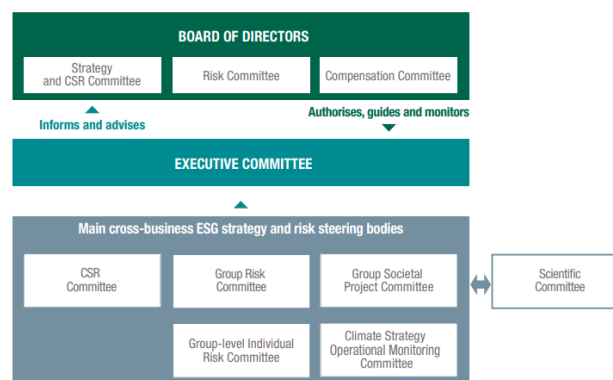 BOARD OF DIRECTORS
Strategy
and CSR Committee
Risk Committee
Compensation Committee
Informs and advises
Authorises, guides and monitors
EXECUTIVE COMMITTEE
Main cross-business ESG strategy and risk steering bodies
CSR
Committee
Group Risk
Committee
Group Societal
Project Committee
Scientific
Committee
Group-level Individual
Risk Committee
Climate Strategy
Operational Monitoring
Committee